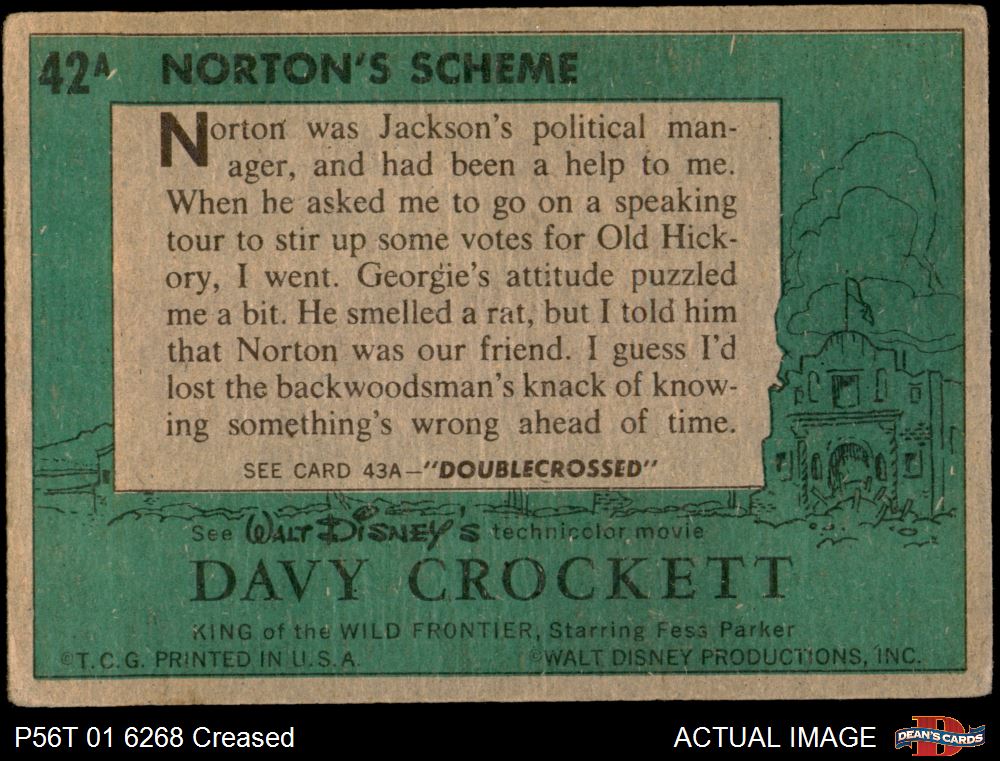 42A NORTON'S SCHEME
Norton was Jackson's political man-
ager, and had been a help to me.
When he asked me to go on a speaking
tour to stir up some votes for Old Hick-
ory, I went. Georgie's attitude puzzled
me a bit. He smelled a rat, but I told him
that Norton was our friend. I guess I'd
lost the backwoodsman's knack of know-
ing something's wrong ahead of time.
SEE CARD 43A—"DOUBLECROSSED"
See WALT DISNEY'S technicolor movie
DAVY CROCKETT
KING of the WILD FRONTIER, Starring Fess Parker
©T.C.G. PRINTED IN U.S.A. ©WALT DISNEY PRODUCTIONS, INC.
P56T 01 6268 Creased ACTUAL IMAGE DEAN'S CARDS